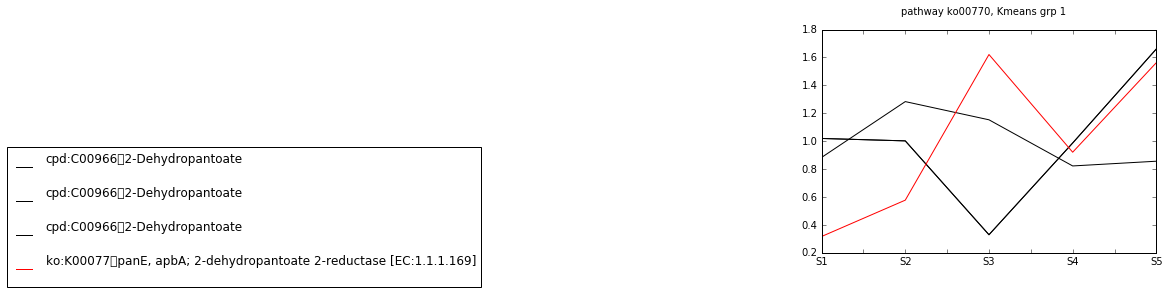 pathway ko00770, Kmeans grp 1
1.8
1.6
1.4
1.2
1.0
0.8
0.6
0.4
0.2
S1 S2 S3 S4 S5
cpd:C00966▯2-Dehydropantoate
cpd:C00966▯2-Dehydropantoate
cpd:C00966▯2-Dehydropantoate
ko:K00077▯panE, apbA; 2-dehydropantoate 2-reductase [EC:1.1.1.169]